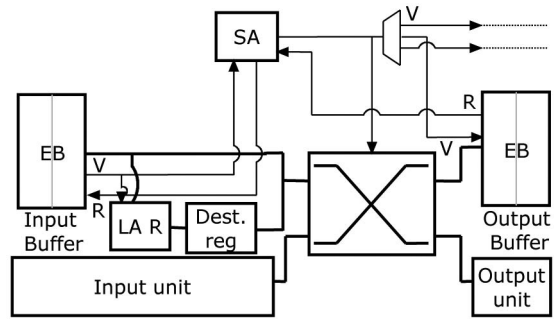 V
SA
R
EB
V
EB
V
R
Input
Buffer
LA R
Dest.
reg
Output
Buffer
Input unit
Output
unit